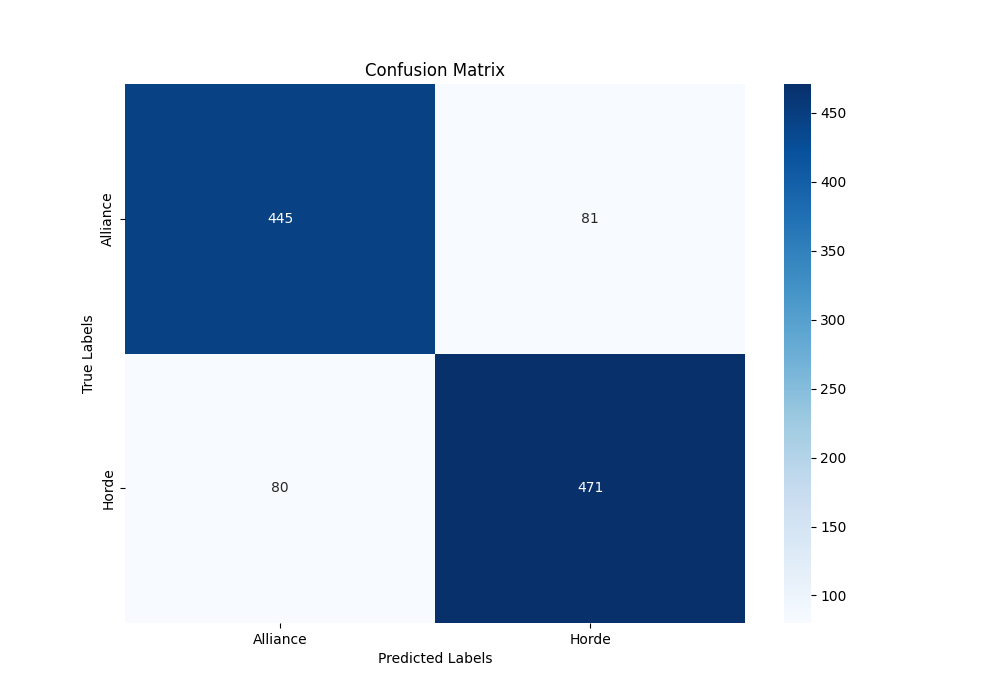 Confusion Matrix
Alliance
445
81
True Labels
Horde
80
471
Alliance
Horde
Predicted Labels
450
400
350
300
250
200
150
100